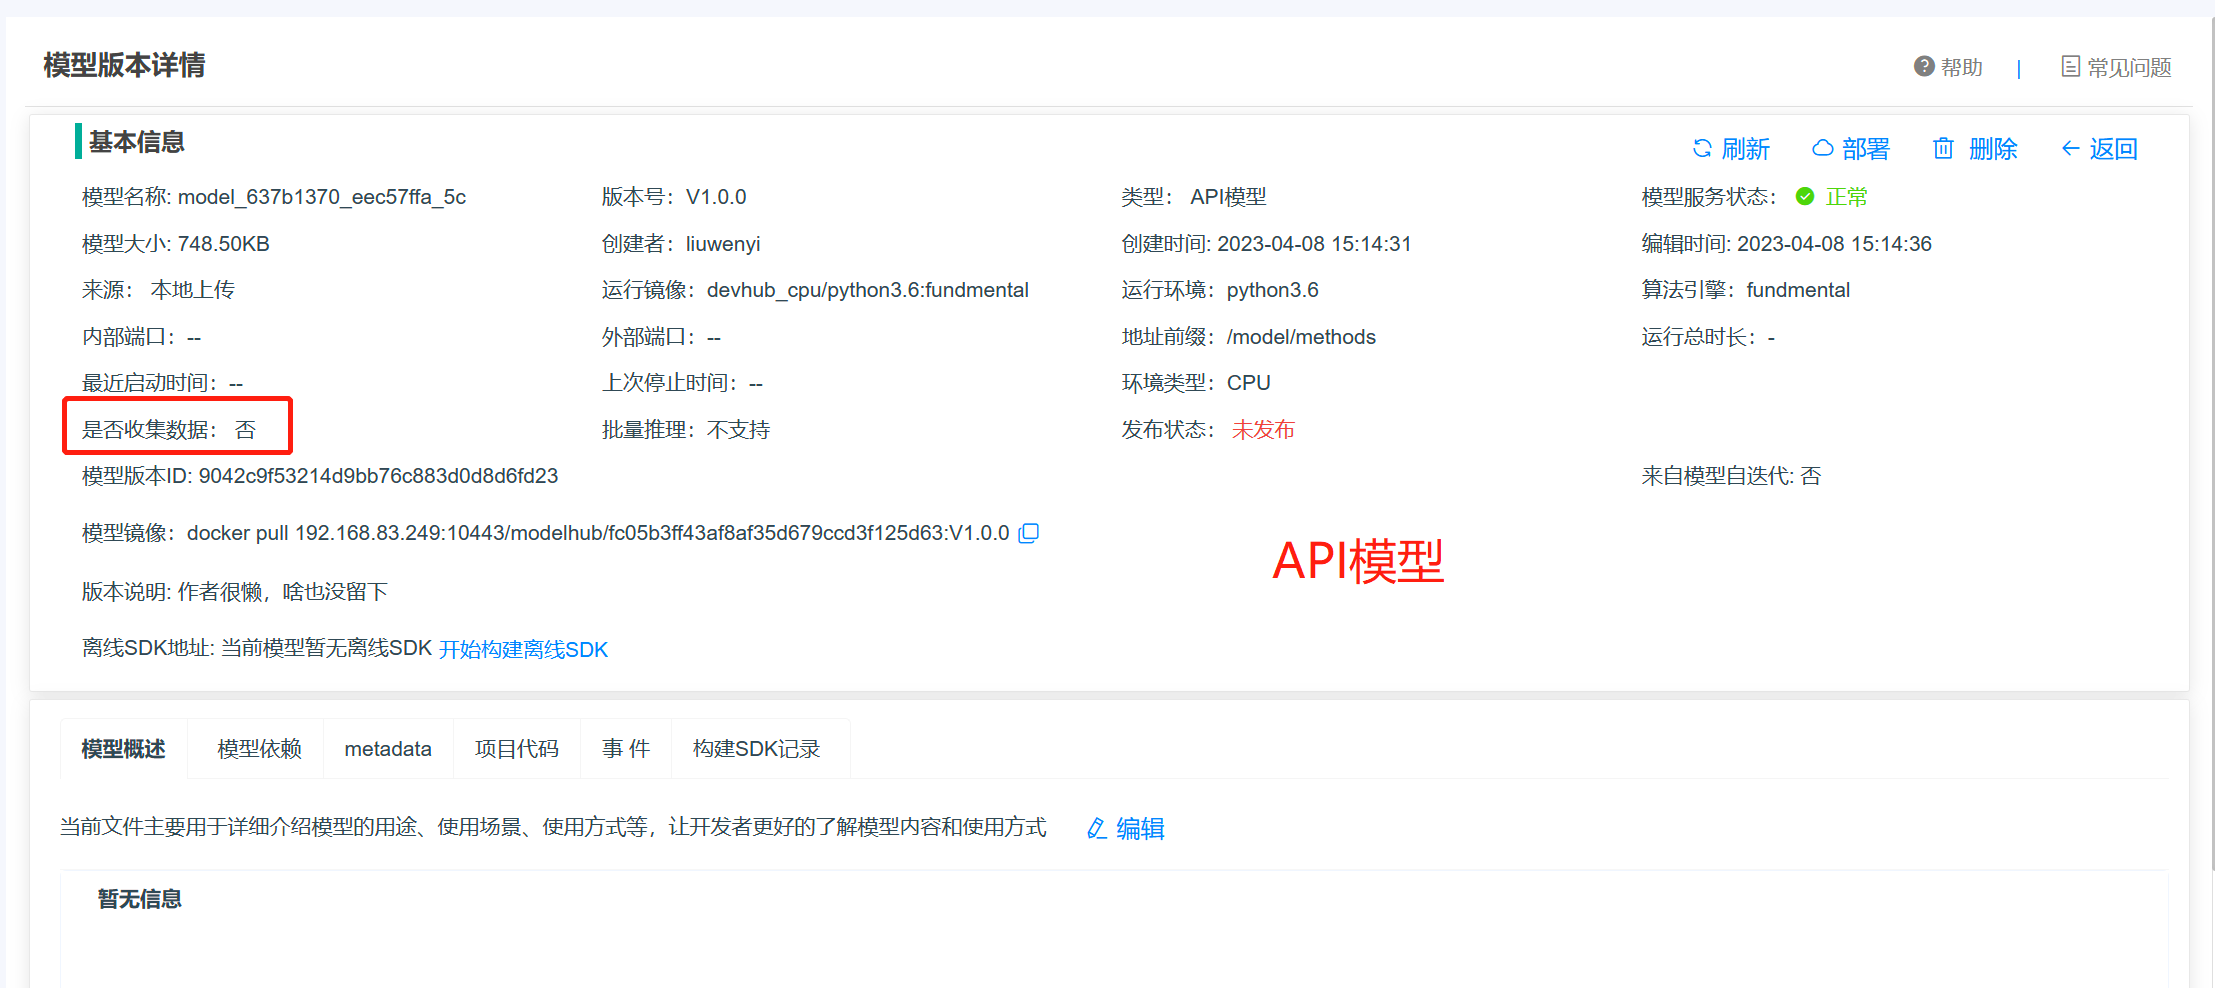 模型版本详情
帮助 | 常见问题
基本信息
刷新 部署 删除 返回
模型名称: model_637b1370_eec57ffa_5c 版本号：V1.0.0 类型： API模型 模型服务状态： 正常
模型大小: 748.50KB 创建者：liuwenyi 创建时间: 2023-04-08 15:14:31 编辑时间: 2023-04-08 15:14:36
来源： 本地上传 运行镜像：devhub_cpu/python3.6:fundmental 运行环境：python3.6 算法引擎：fundmental
内部端口：-- 外部端口：-- 地址前缀：/model/methods 运行总时长：-
最近启动时间：-- 上次停止时间：-- 环境类型：CPU
是否收集数据： 否 批量推理：不支持 发布状态： 未发布
模型版本ID: 9042c9f53214d9bb76c883d0d8d6fd23 来自模型自迭代: 否
模型镜像：docker pull 192.168.83.249:10443/modelhub/fc05b3ff43af8af35d679ccd3f125d63:V1.0.0
API模型
版本说明: 作者很懒，啥也没留下
离线SDK地址: 当前模型暂无离线SDK 开始构建离线SDK
模型概述 模型依赖 metadata 项目代码 事 件 构建SDK记录
当前文件主要用于详细介绍模型的用途、使用场景、使用方式等，让开发者更好的了解模型内容和使用方式 编辑
暂无信息